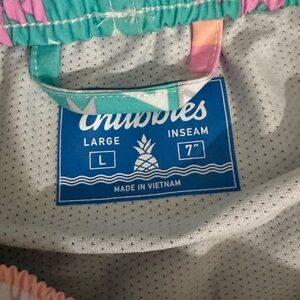 Chubbies
LARGE INSEAM
L 7"
MADE IN VIETNAM